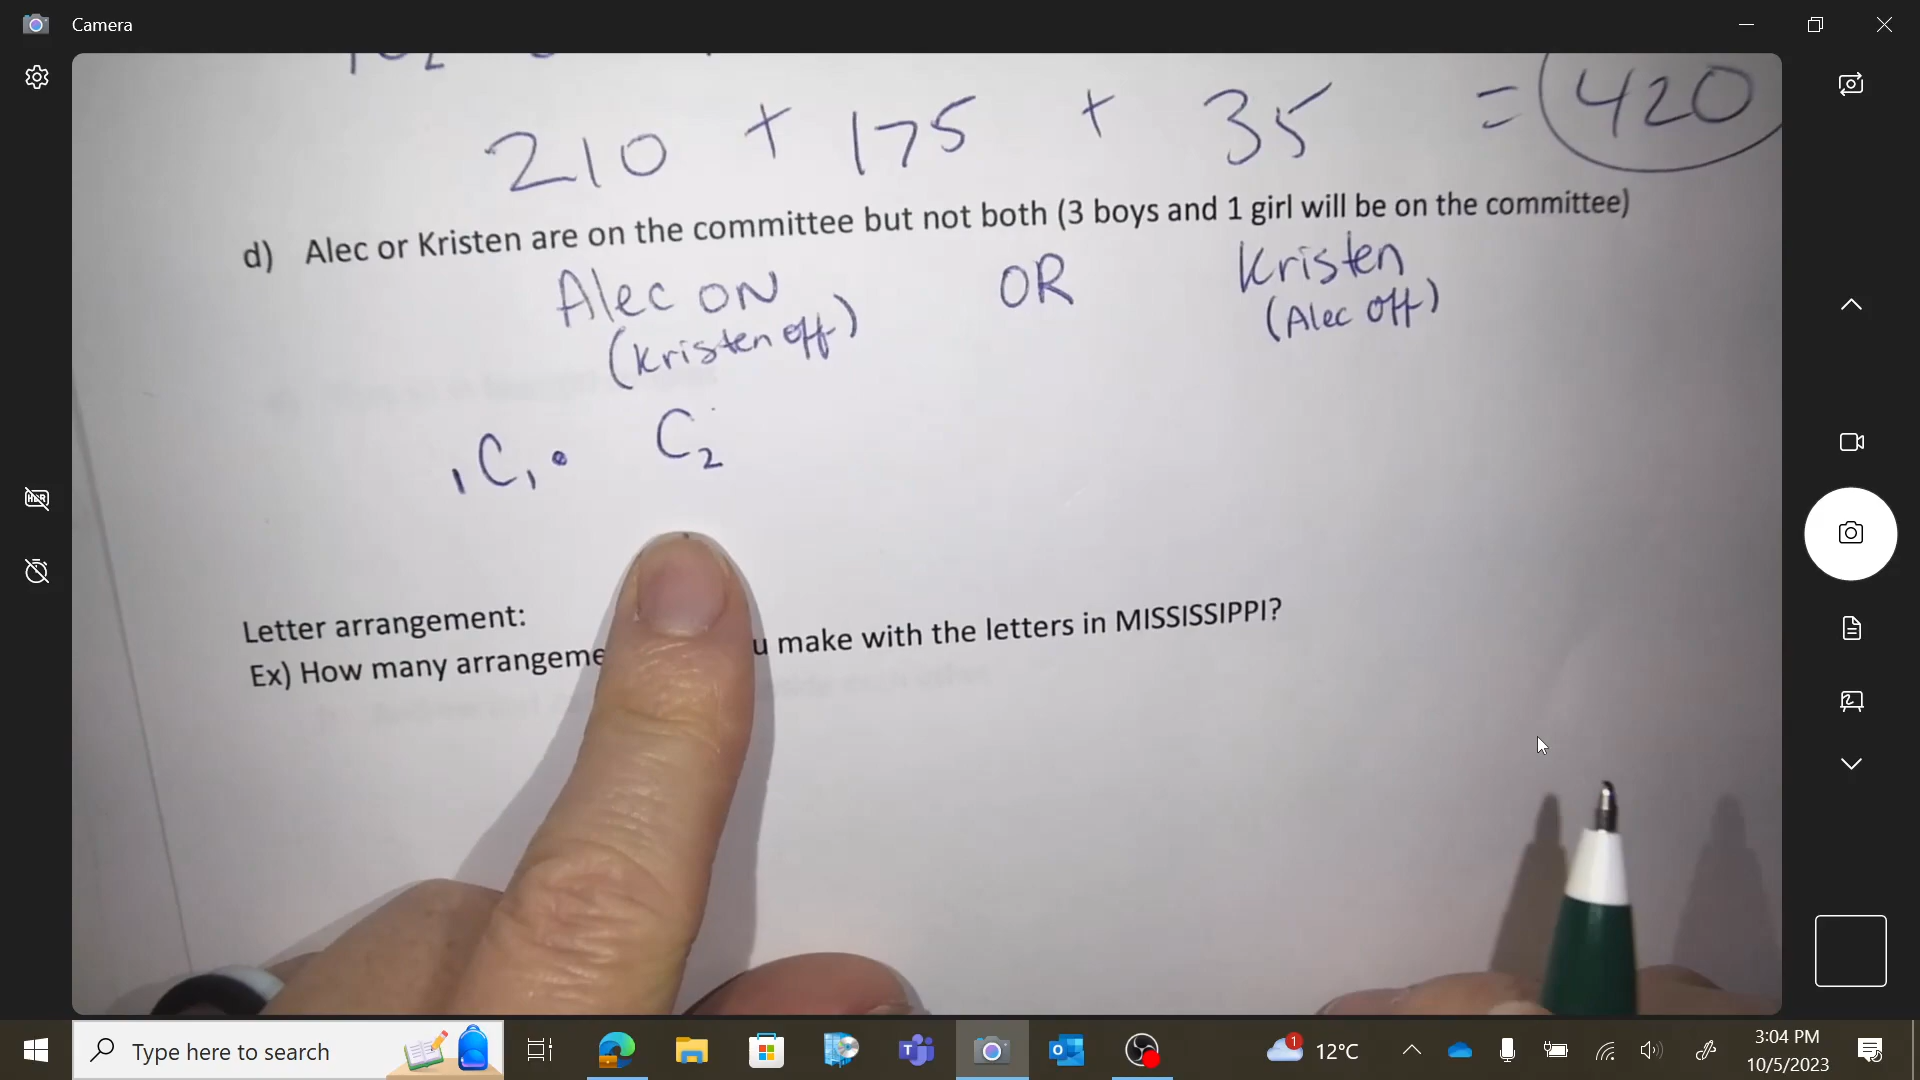 Camera
210 + 175 + 35 = 420
d) Alec or Kristen are on the committee but not both (3 boys and 1 girl will be on the committee)
Alec ON OR Kristen
(Kristen off) (Alec off)
₁C₁ • C₂
Letter arrangement:
Ex) How many arrangeme u make with the letters in MISSISSIPPI?
Type here to search
1
12°C
3:04 PM
10/5/2023